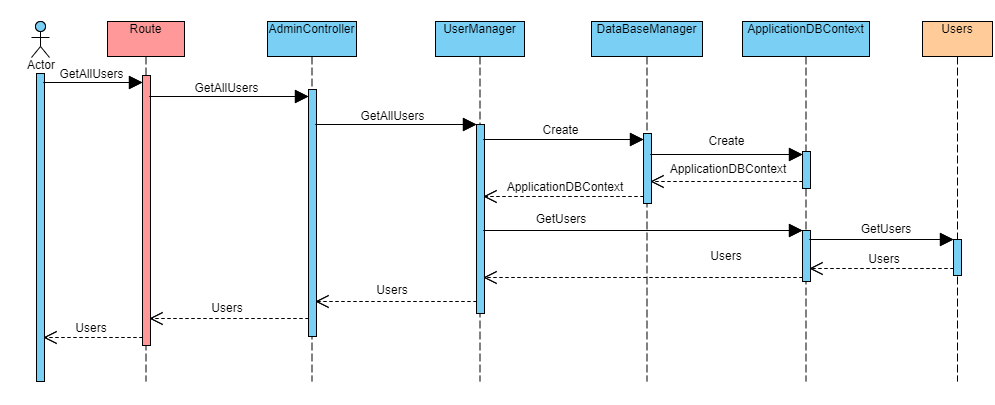 Route
AdminController
UserManager
DataBaseManager
ApplicationDBContext
Users
Actor
GetAllUsers
GetAllUsers
GetAllUsers
Create
Create
ApplicationDBContext
ApplicationDBContext
GetUsers
GetUsers
Users
Users
Users
Users
Users